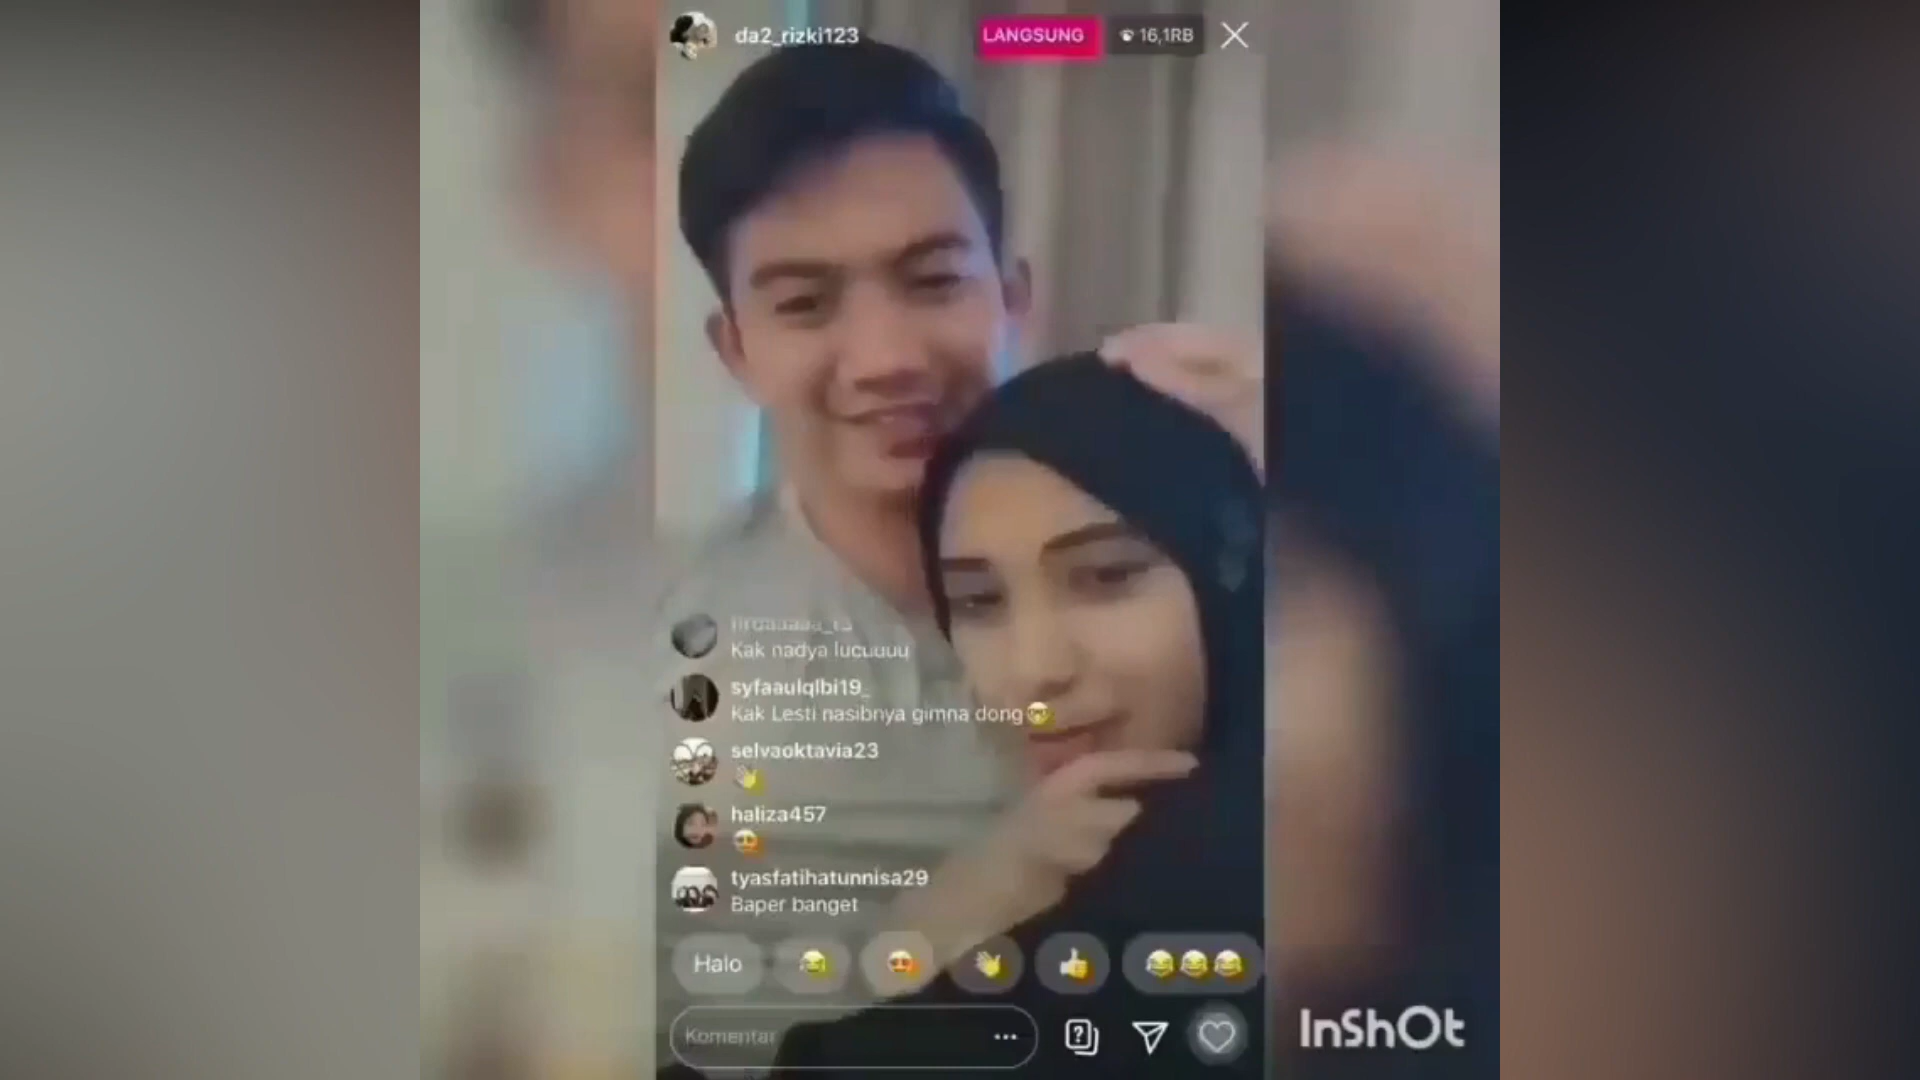 da2_rizki123
LANGSUNG
16,1RB
Kak nadya lucuuuu
syfaaulqlbi19_
Kak Lesti nasibnya gimna dong
selvaoktavia23
haliza457
tyasfatihatunnisa29
Baper banget
Halo
Komentar
InShOt